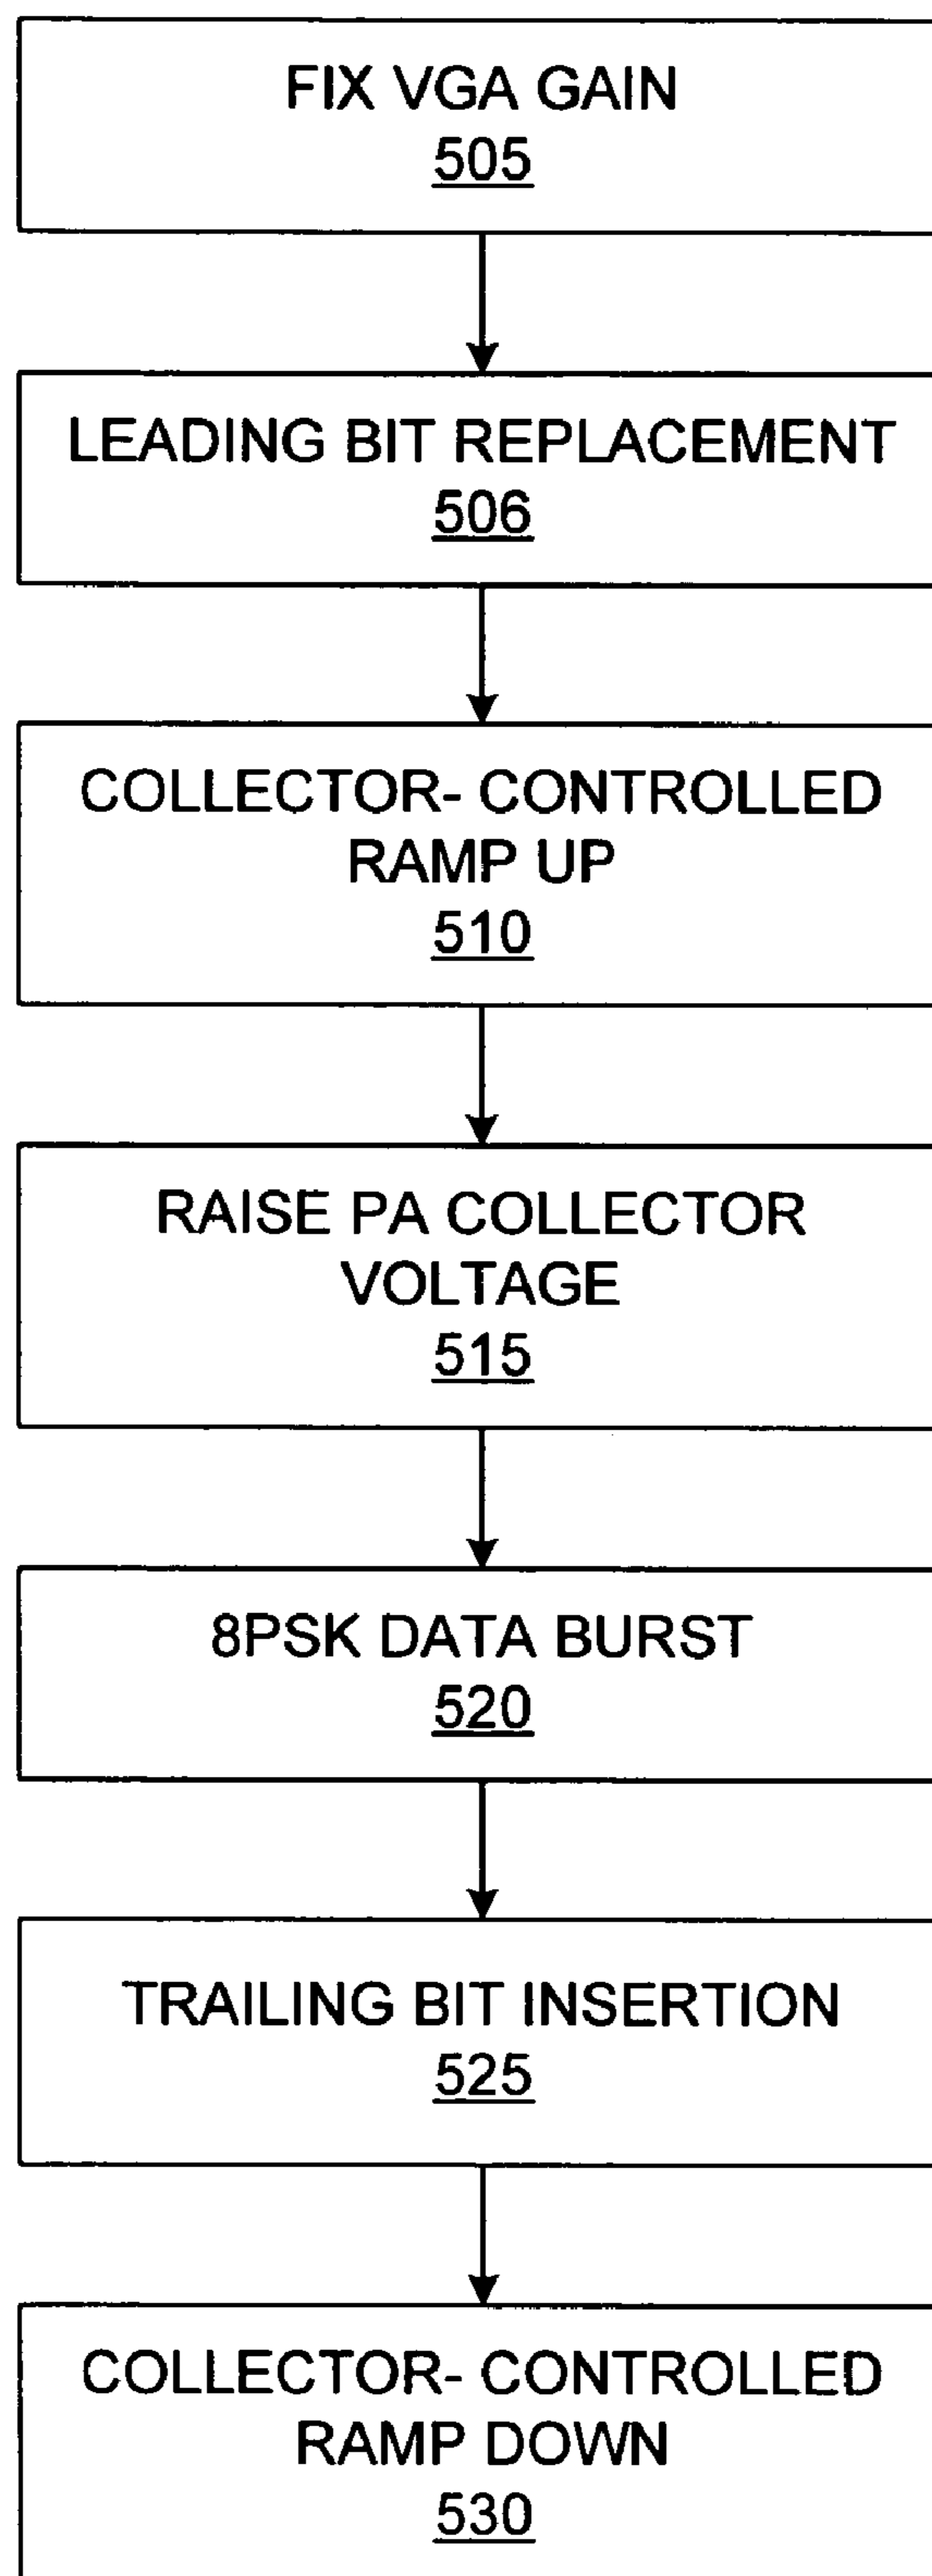 FIX VGA GAIN
505
LEADING BIT REPLACEMENT
506
COLLECTOR- CONTROLLED
RAMP UP
510
RAISE PA COLLECTOR
VOLTAGE
515
8PSK DATA BURST
520
TRAILING BIT INSERTION
525
COLLECTOR- CONTROLLED
RAMP DOWN
530